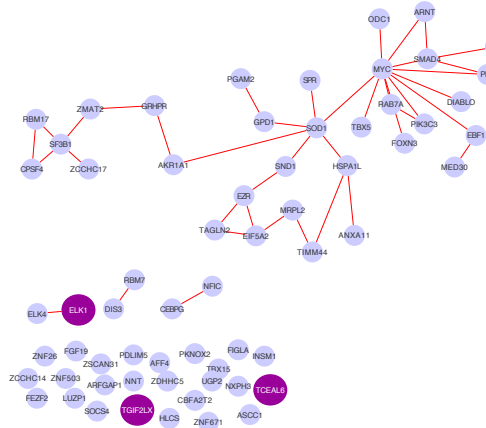 ARNT
ODC1
SMAD4
MYC
PGAM2
SPR
RAB7A
DIABLO
ZMAT2
GRHPR
RBM17
GPD1
SOD1
TBX5
PIK3C3
EBF1
FOXN3
SF3B1
CPSF4
ZCCHC17
AKR1A1
SND1
HSPA1L
MED30
EZR
MRPL2
TAGLN2
EIF5A2
ANXA11
TIMM44
RBM7
NFIC
ELK4
ELK1
DIS3
CEBPG
ZNF26
FGF19
ZSCAN31
PDLIM5
AFF4
PKNOX2
TBX15
FIGLA
INSM1
ZCCHC14
ZNF503
ARFGAP1
NNT
ZDHHC5
UGP2
NXPH3
TCEAL6
FEZF2
LUZP1
SOCS4
TGIF2LX
HLCS
CBFA2T2
ZNF671
ASCC1